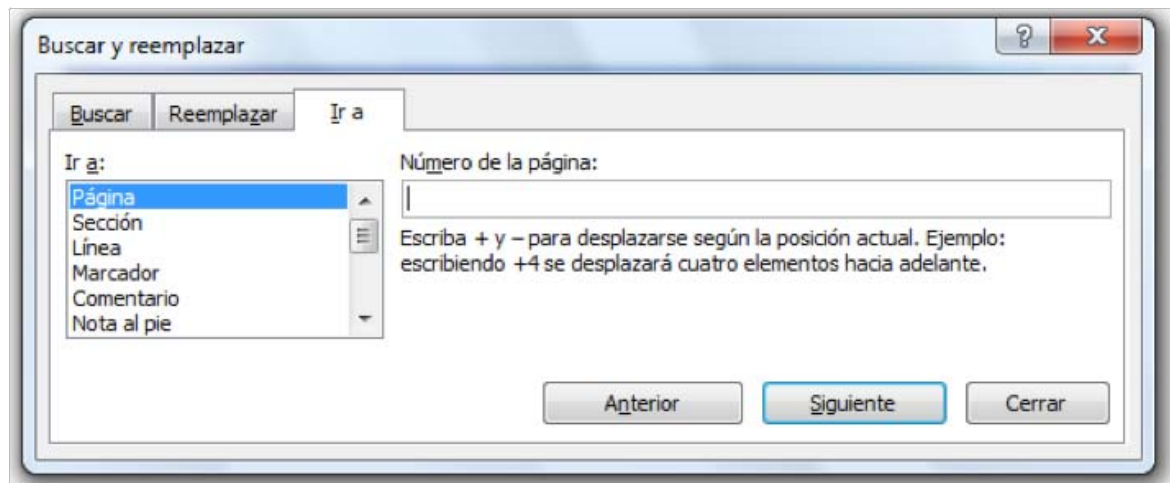 Buscar y reemplazar
Buscar Reemplazar Ir a
Ir a:
Página
Sección
Línea
Marcador
Comentario
Nota al pie
Número de la página:
Escriba + y – para desplazarse según la posición actual. Ejemplo:
escribiendo +4 se desplazará cuatro elementos hacia adelante.
Anterior Siguiente Cerrar